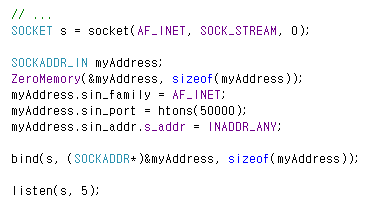 // ...
SOCKET s = socket(AF_INET, SOCK_STREAM, 0);
SOCKADDR_IN myAddress;
ZeroMemory(&myAddress, sizeof(myAddress));
myAddress.sin_family = AF_INET;
myAddress.sin_port = htons(50000);
myAddress.sin_addr.s_addr = INADDR_ANY;
bind(s, (SOCKADDR*)&myAddress, sizeof(myAddress));
listen(s, 5);